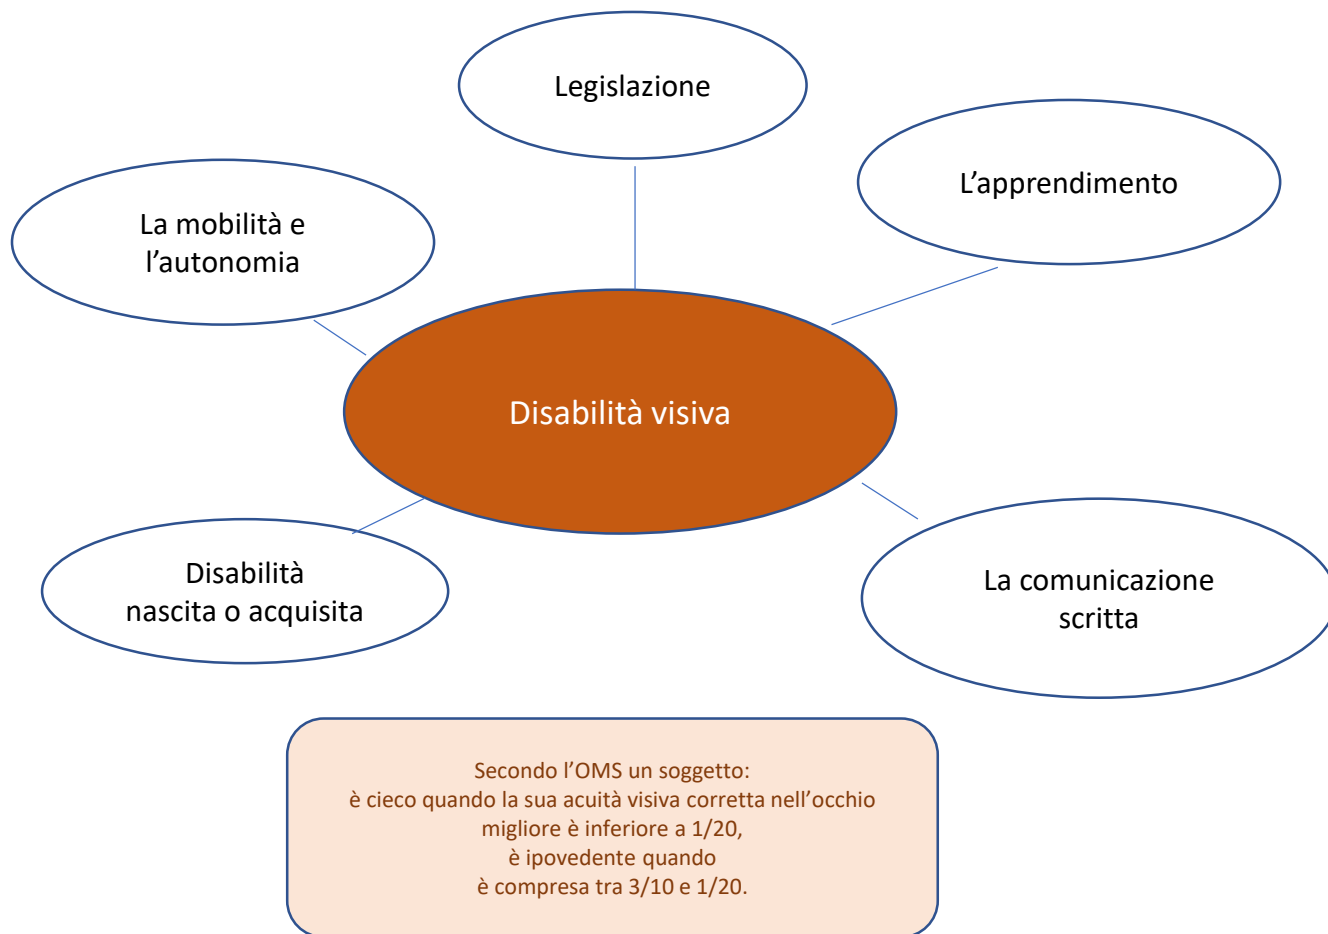 Legislazione
L’apprendimento
La mobilità e
l’autonomia
Disabilità visiva
Disabilità
nascita o acquisita
La comunicazione
scritta
Secondo l’OMS un soggetto:
è cieco quando la sua acuità visiva corretta nell’occhio
migliore è inferiore a 1/20,
è ipovedente quando
è compresa tra 3/10 e 1/20.